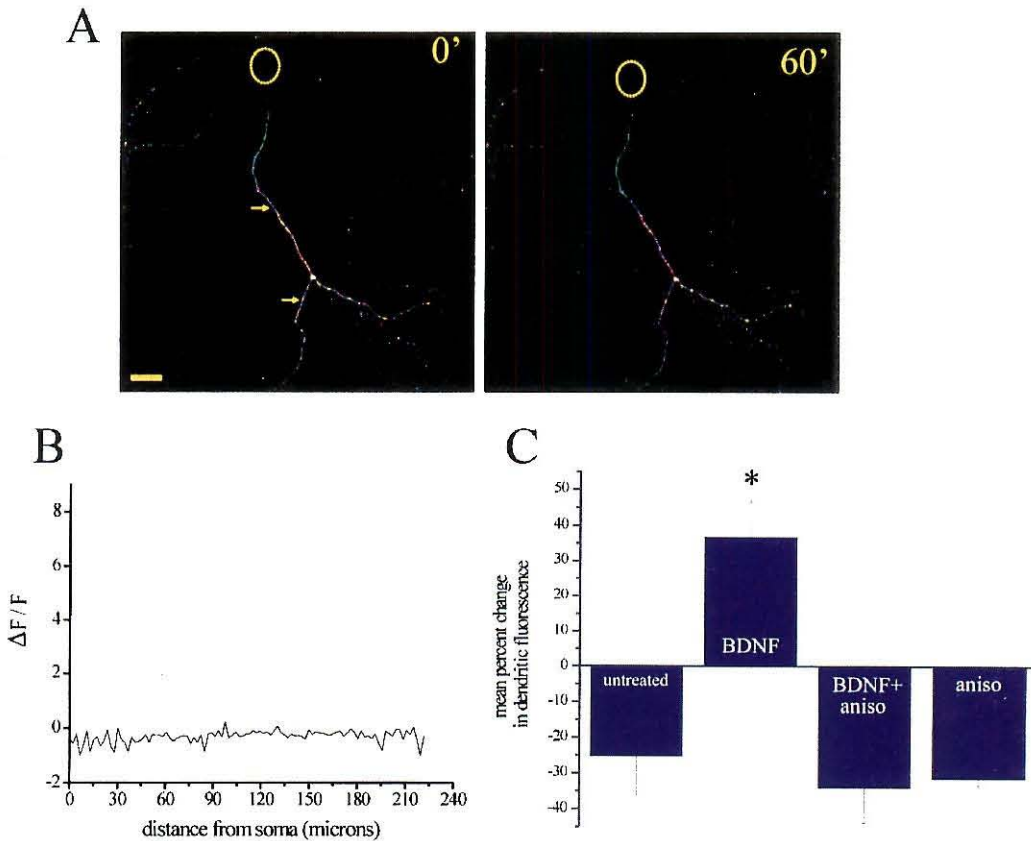 A
0’
60’
B
8
6
4
2
0
-2
ΔF/F
0 30 60 90 120 150 180 210 240
distance from soma (microns)
C
*
50
40
30
20
10
0
-10
-20
-30
-40
mean percent change
in dendritic fluorescence
untreated
BDNF
BDNF+
aniso
aniso